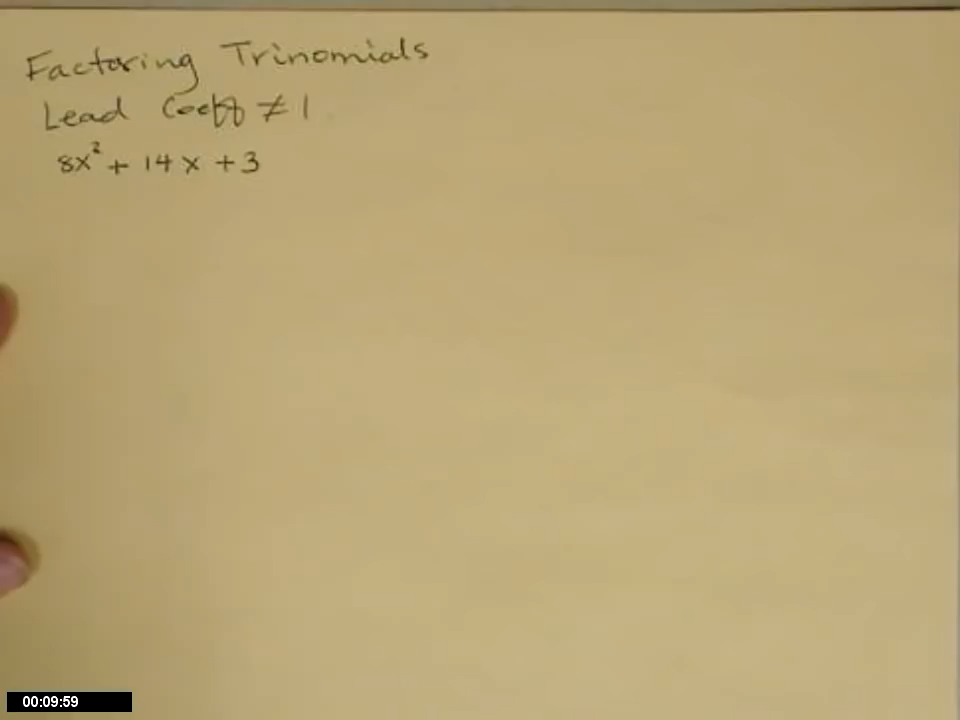 Factoring Trinomials
Lead Coeff ≠ 1
8x² + 14x + 3
00:09:59